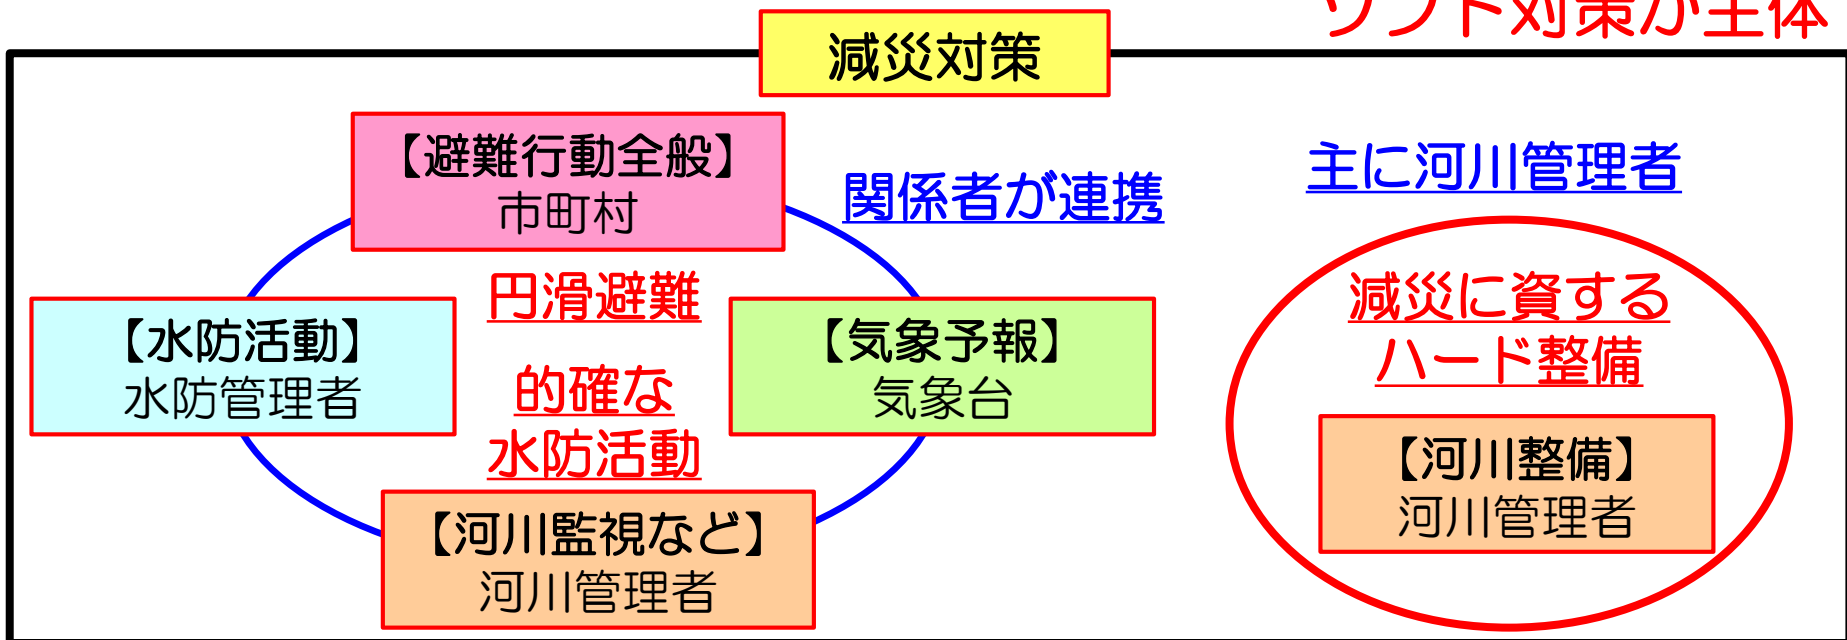 ソフト対策が主体
減災対策
【避難行動全般】
市町村
関係者が連携
主に河川管理者
円滑避難
【水防活動】
水防管理者
的確な
水防活動
【気象予報】
気象台
【河川監視など】
河川管理者
減災に資する
ハード整備
【河川整備】
河川管理者